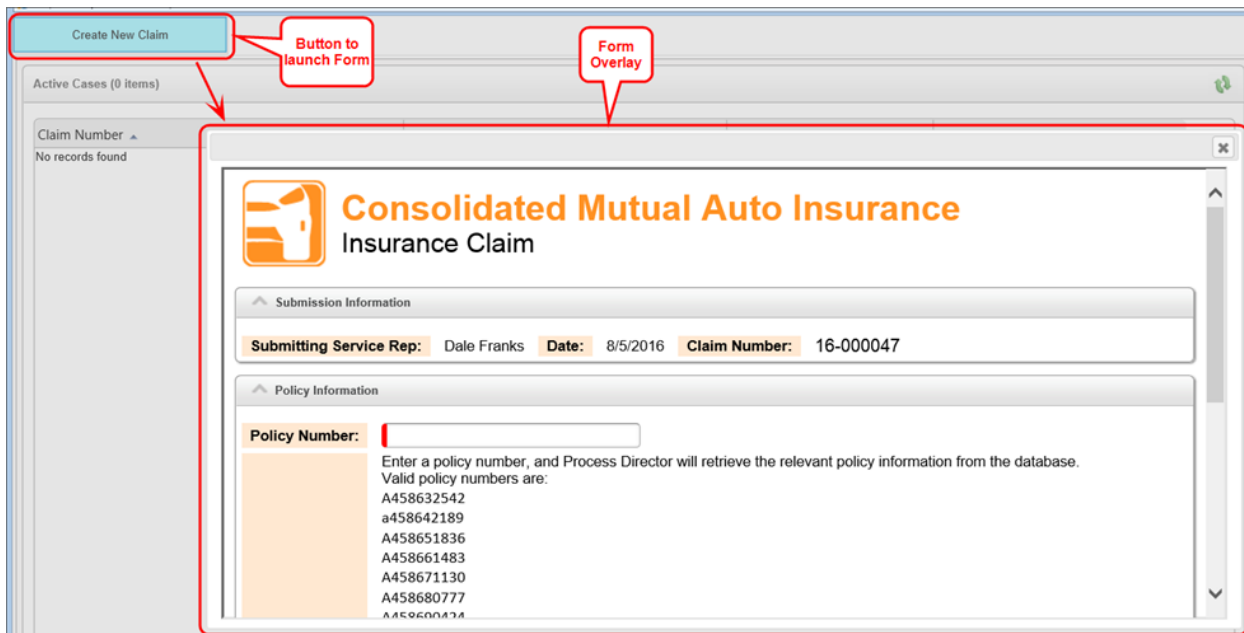 Create New Claim
Button to
launch Form
Form
Overlay
Active Cases (0 items)
Claim Number
No records found
Consolidated Mutual Auto Insurance
Insurance Claim
Submission Information
Submitting Service Rep: Dale Franks Date: 8/5/2016 Claim Number: 16-000047
Policy Information
Policy Number:
Enter a policy number, and Process Director will retrieve the relevant policy information from the database.
Valid policy numbers are:
A458632542
a458642189
A458651836
A458661483
A458671130
A458680777
A458690424